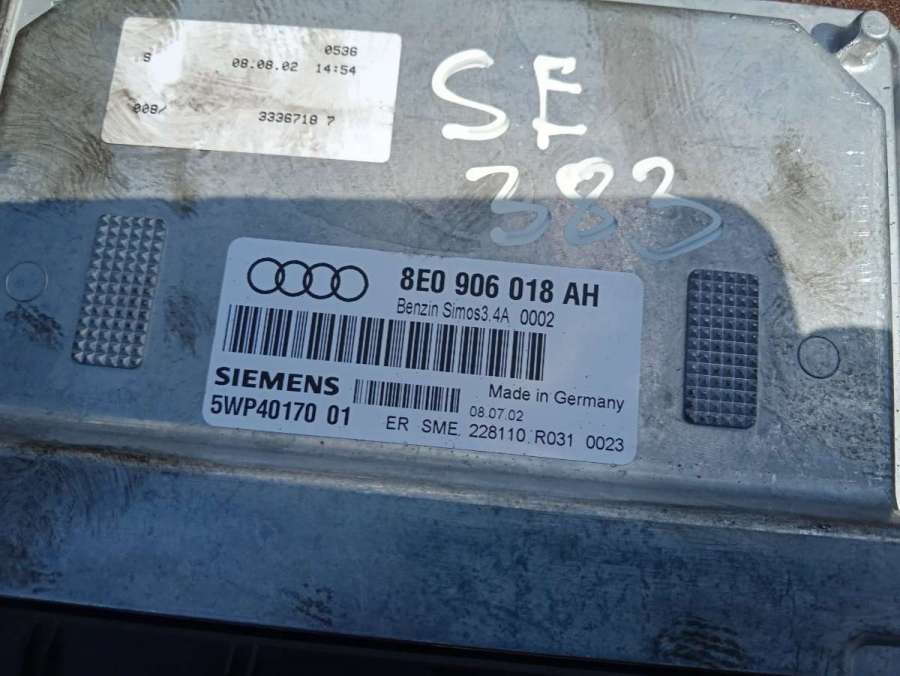 0536
08.08.02 14:54
008/
3336718 7
SE
383
8E0 906 018 AH
Benzin Simos3.4A 0002
SIEMENS
Made in Germany
5WP40170 01
08.07.02
ER SME 228110 R031 0023